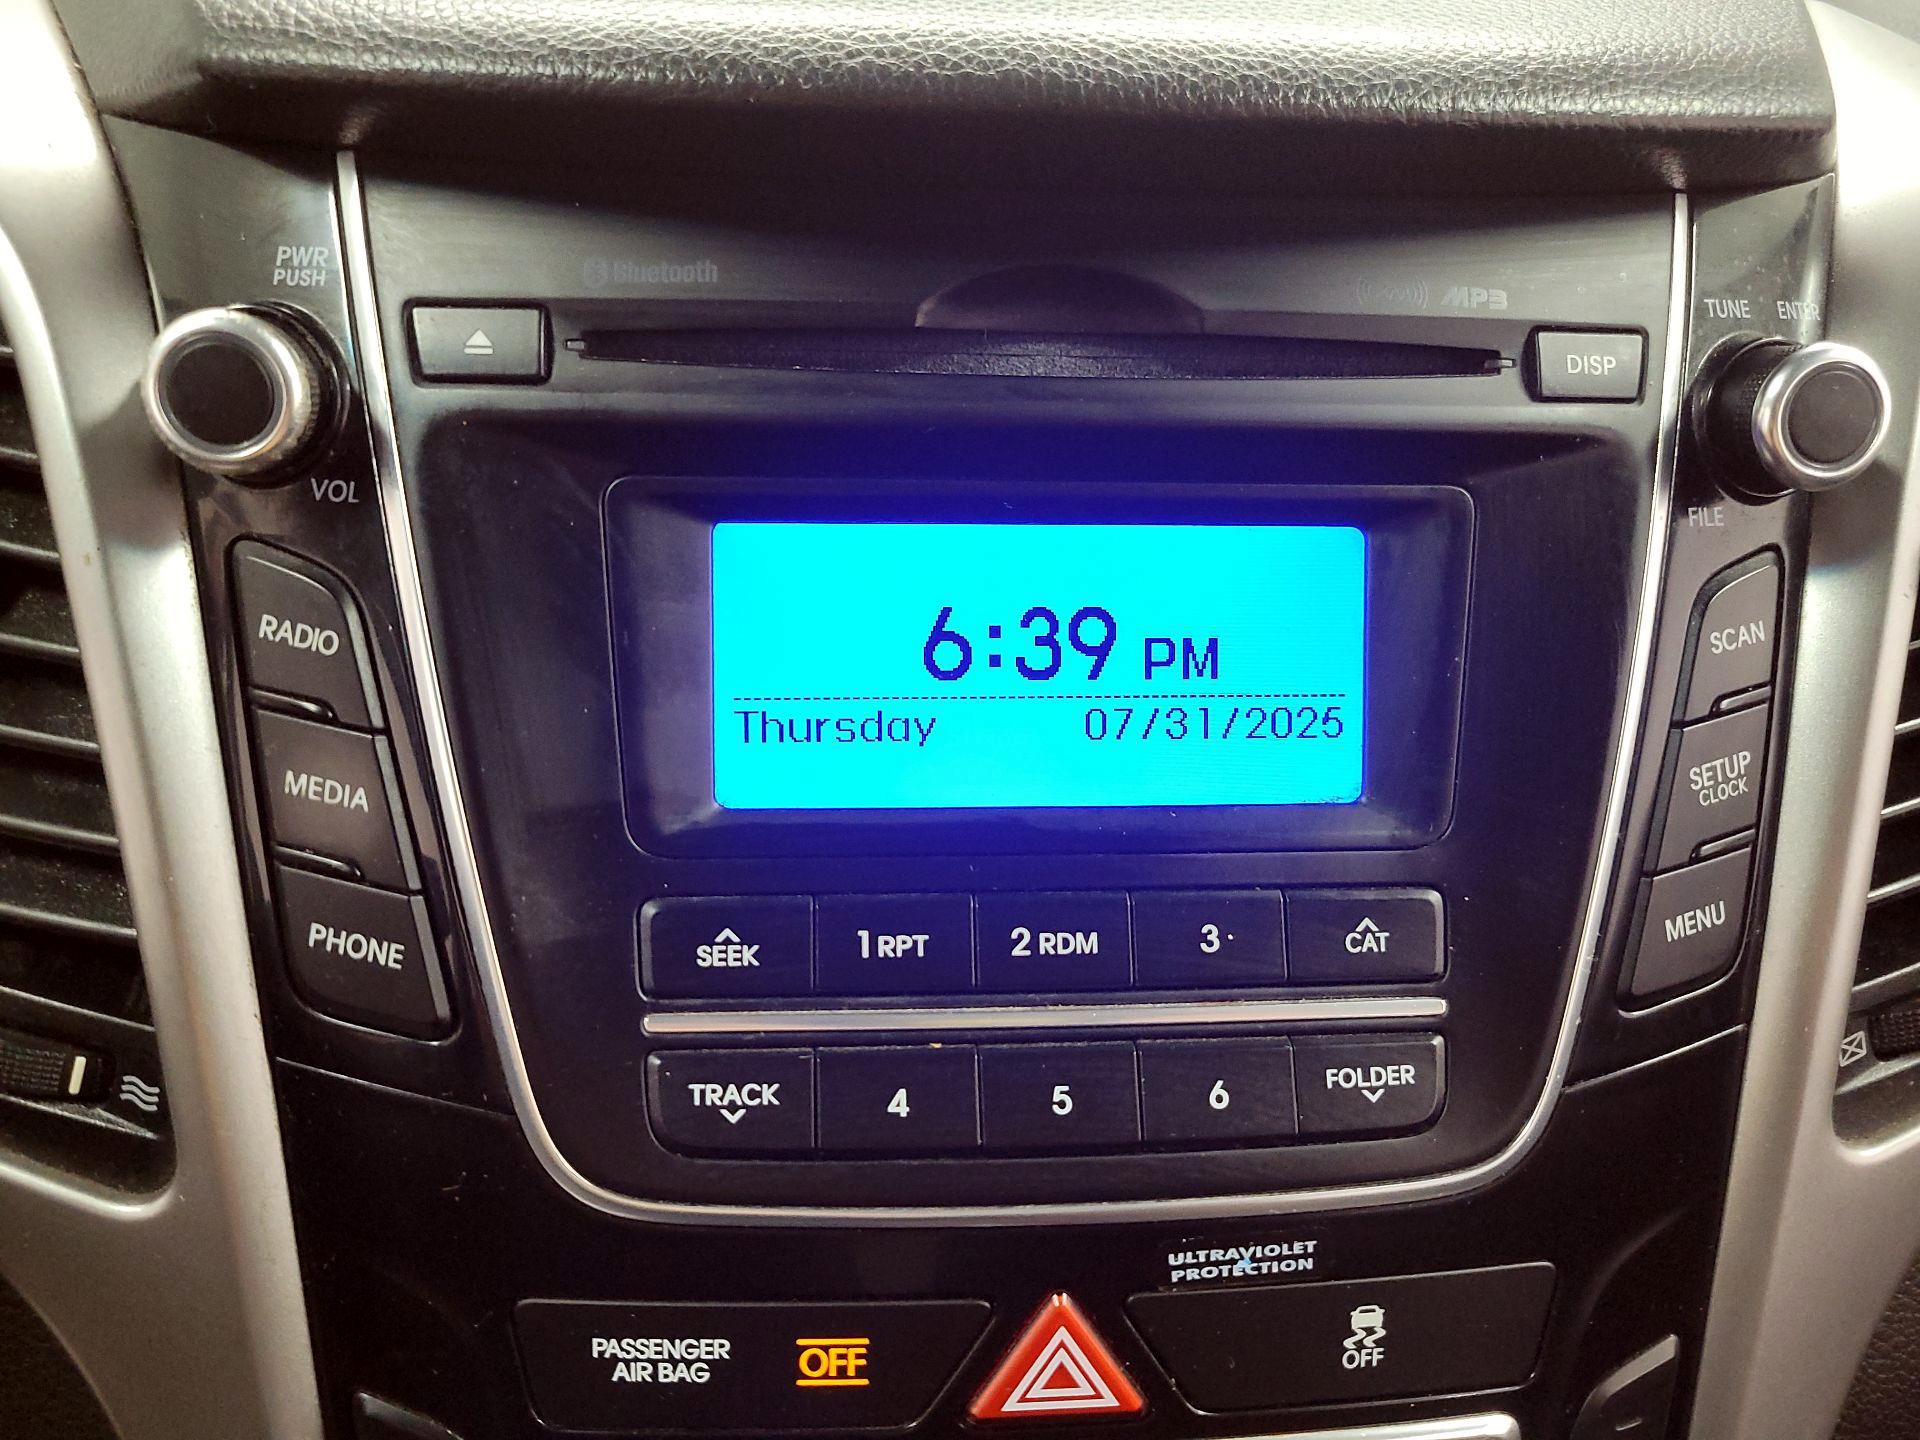 PWR
PUSH
Bluetooth
MP3
TUNE
ENTER
DISP
VOL
FILE
RADIO
MEDIA
PHONE
6:39 PM
Thursday 07/31/2025
SCAN
SETUP
CLOCK
MENU
SEEK
1 RPT
2 RDM
3
CAT
TRACK
4
5
6
FOLDER
ULTRAVIOLET
PROTECTION
PASSENGER
AIR BAG
OFF
OFF